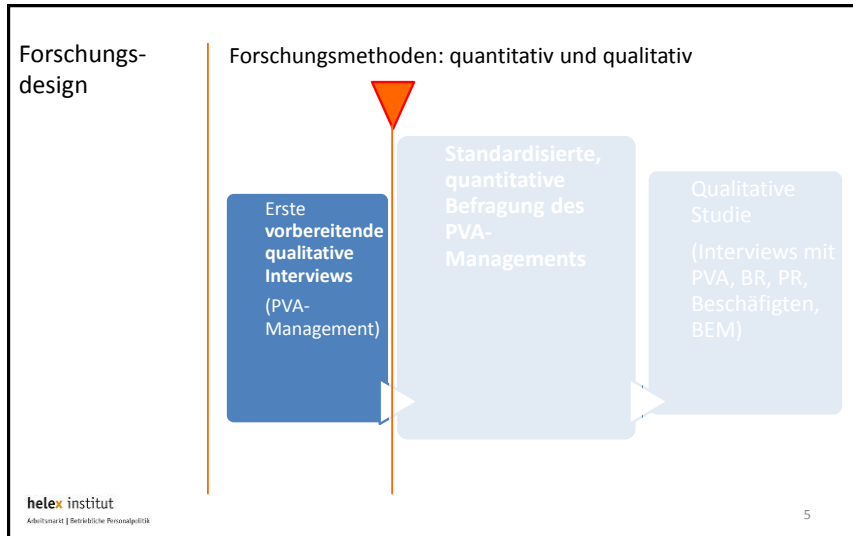 Forschungs-
design
Forschungsmethoden: quantitativ und qualitativ
Erste
vorbereitende
qualitative
Interviews
(PVA-
Management)
Standardisierte,
quantitative
Befragung des
PVA-
Managements
Qualitative
Studie
(Interviews mit
PVA, BR, PR,
Beschäfigten,
BEM)
helex institut
Arbeitsmarkt | Betriebliche Personalpolitik
5